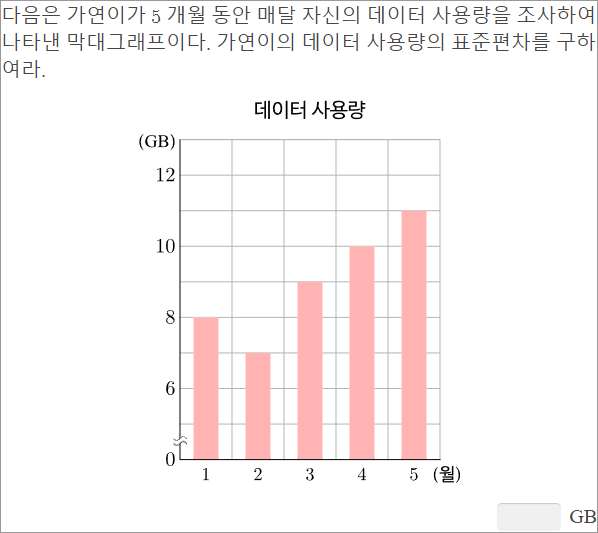 다음은 가연이가 5 개월 동안 매달 자신의 데이터 사용량을 조사하여
나타낸 막대그래프이다. 가연이의 데이터 사용량의 표준편차를 구하
여라.
데이터 사용량
(GB)
12
10
8
6
0
1 2 3 4 5 (월)
GB